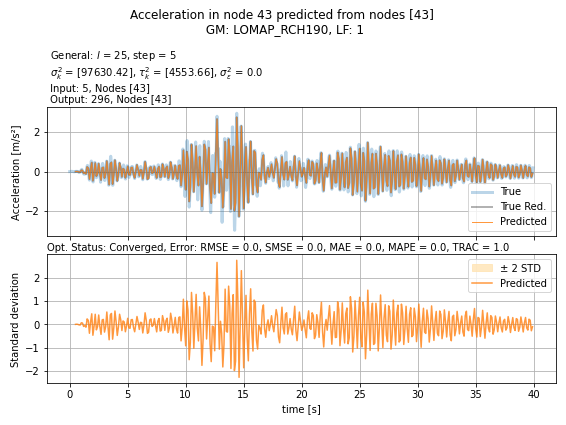 Acceleration in node 43 predicted from nodes [43]
GM: LOMAP_RCH190, LF: 1
General: l = 25, step = 5
σ²ₖ = [97630.42], τ²ₖ = [4553.66], σ²ε = 0.0
Input: 5, Nodes [43]
Output: 296, Nodes [43]
Acceleration [m/s²]
2
0
−2
True
True Red.
Predicted
Opt. Status: Converged, Error: RMSE = 0.0, SMSE = 0.0, MAE = 0.0, MAPE = 0.0, TRAC = 1.0
Standard deviation
2
1
0
−1
−2
± 2 STD
Predicted
0 5 10 15 20 25 30 35 40
time [s]